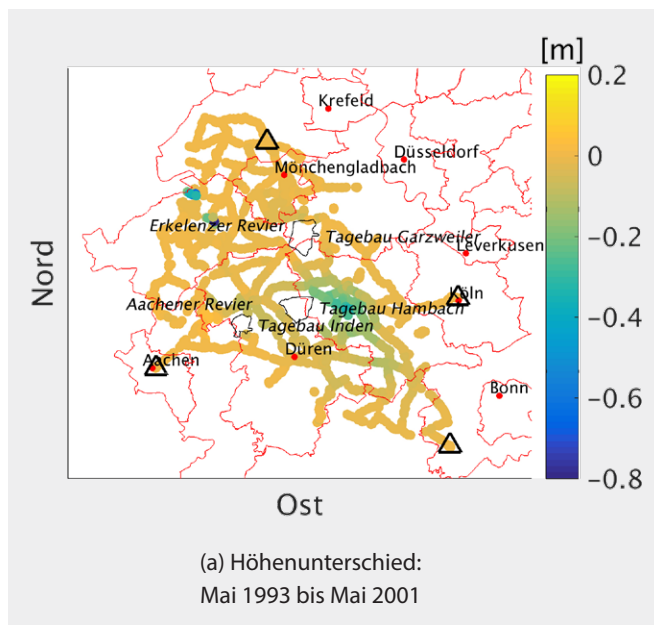 [m]
0.2
0
-0.2
-0.4
-0.6
-0.8
Krefeld
Düsseldorf
Mönchengladbach
Erkelenzer Revier
Tagebau Garzweiler
Leverkusen
Köln
Aachener Revier
Tagebau Hambach
Tagebau Inden
Düren
Aachen
Bonn
Nord
Ost
(a) Höhenunterschied:
Mai 1993 bis Mai 2001